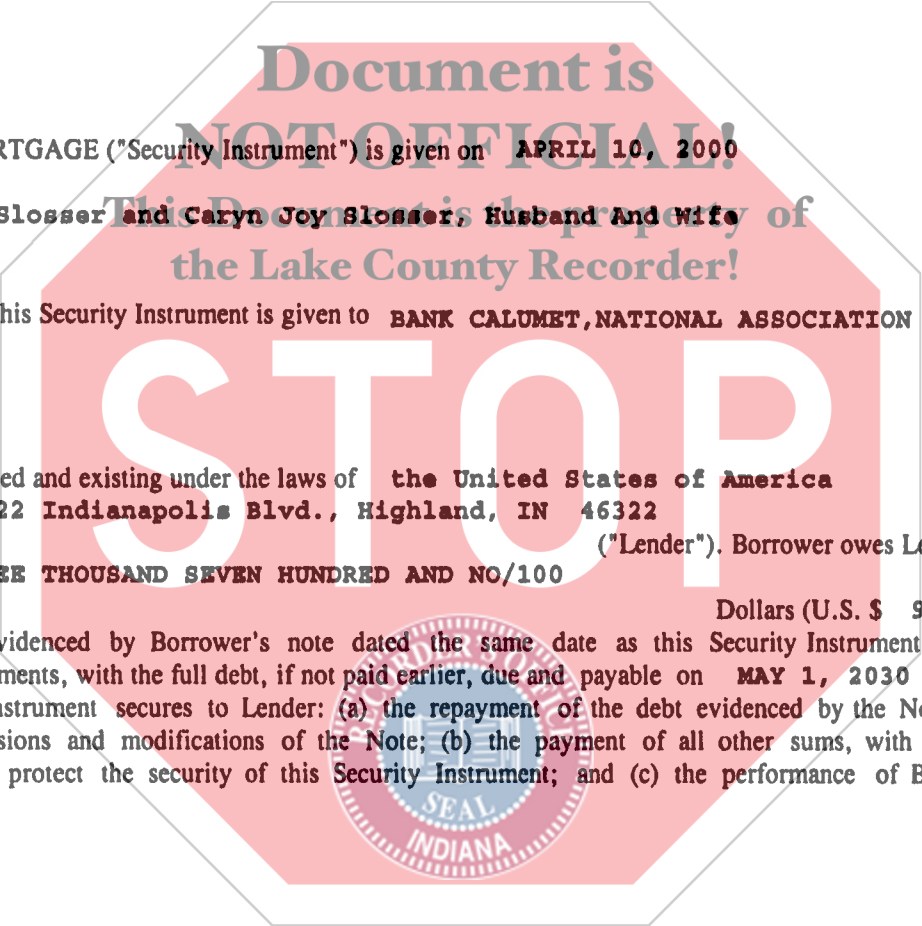 Document is
NOT OFFICIAL!
RTGAGE ("Security Instrument") is given on APRIL 10, 2000
This Document is the property of
Slosser and Caryn Joy Slosser, Husband And Wife
the Lake County Recorder!
his Security Instrument is given to BANK CALUMET,NATIONAL ASSOCIATION
STOP
ed and existing under the laws of the United States of America
22 Indianapolis Blvd., Highland, IN 46322
("Lender"). Borrower owes Le
EE THOUSAND SEVEN HUNDRED AND NO/100
Dollars (U.S. $ 9
videnced by Borrower's note dated the same date as this Security Instrument
ments, with the full debt, if not paid earlier, due and payable on MAY 1, 2030
nstrument secures to Lender: (a) the repayment of the debt evidenced by the No
sions and modifications of the Note; (b) the payment of all other sums, with
protect the security of this Security Instrument; and (c) the performance of B
RECORDER'S OFFICE
SEAL
INDIANA